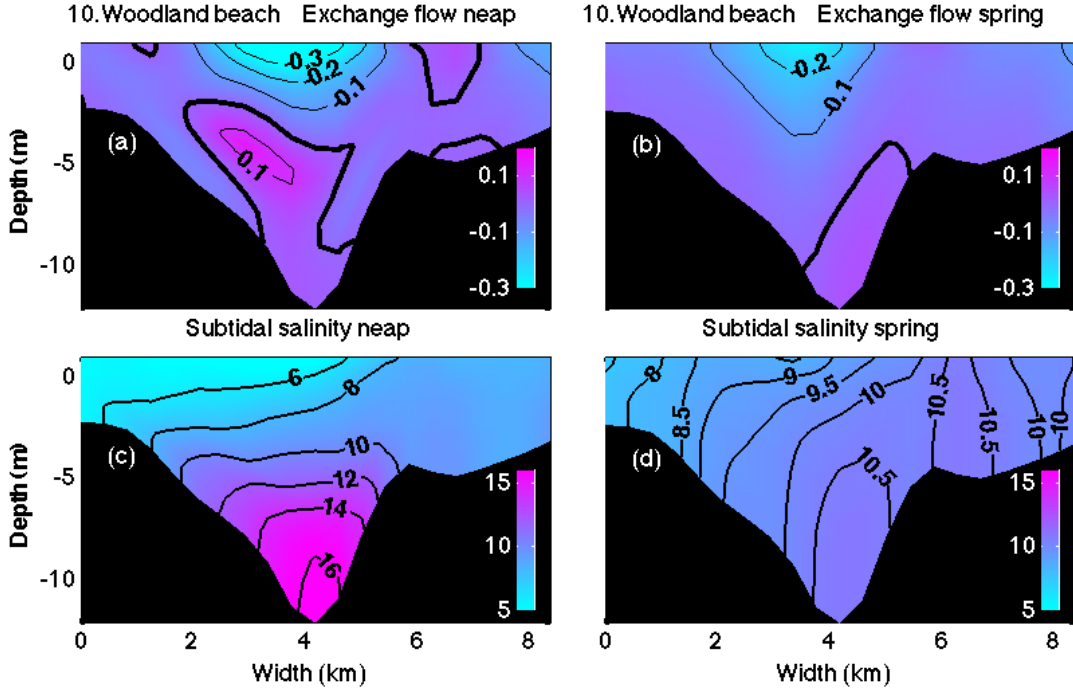 10.Woodland beach Exchange flow neap
10.Woodland beach Exchange flow spring
0
-5
-10
Depth (m)
-0.3
-0.2
-0.1
0.1
(a)
0.1
-0.1
-0.3
-0.2
-0.1
(b)
0.1
-0.1
-0.3
Subtidal salinity neap
Subtidal salinity spring
0
-5
-10
Depth (m)
6
8
10
12
14
16
(c)
15
10
5
8
8.5
9
9.5
10
10.5
10.5
10.5
10
10
(d)
15
10
5
0 2 4 6 8
Width (km)
0 2 4 6 8
Width (km)